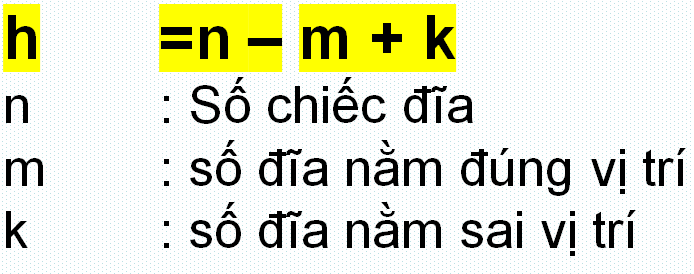 h =n – m + k
n : Số chiếc đĩa
m : số đĩa nằm đúng vị trí
k : số đĩa nằm sai vị trí